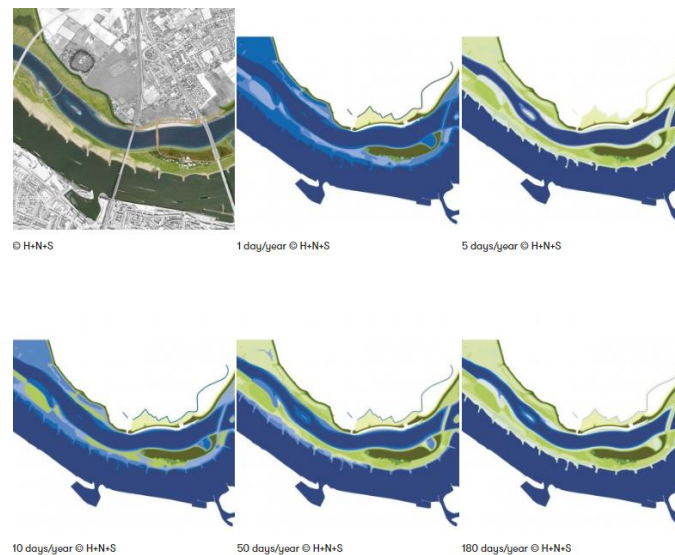 © H+N+S
1 day/year © H+N+S
5 days/year © H+N+S
10 days/year © H+N+S
50 days/year © H+N+S
180 days/year © H+N+S